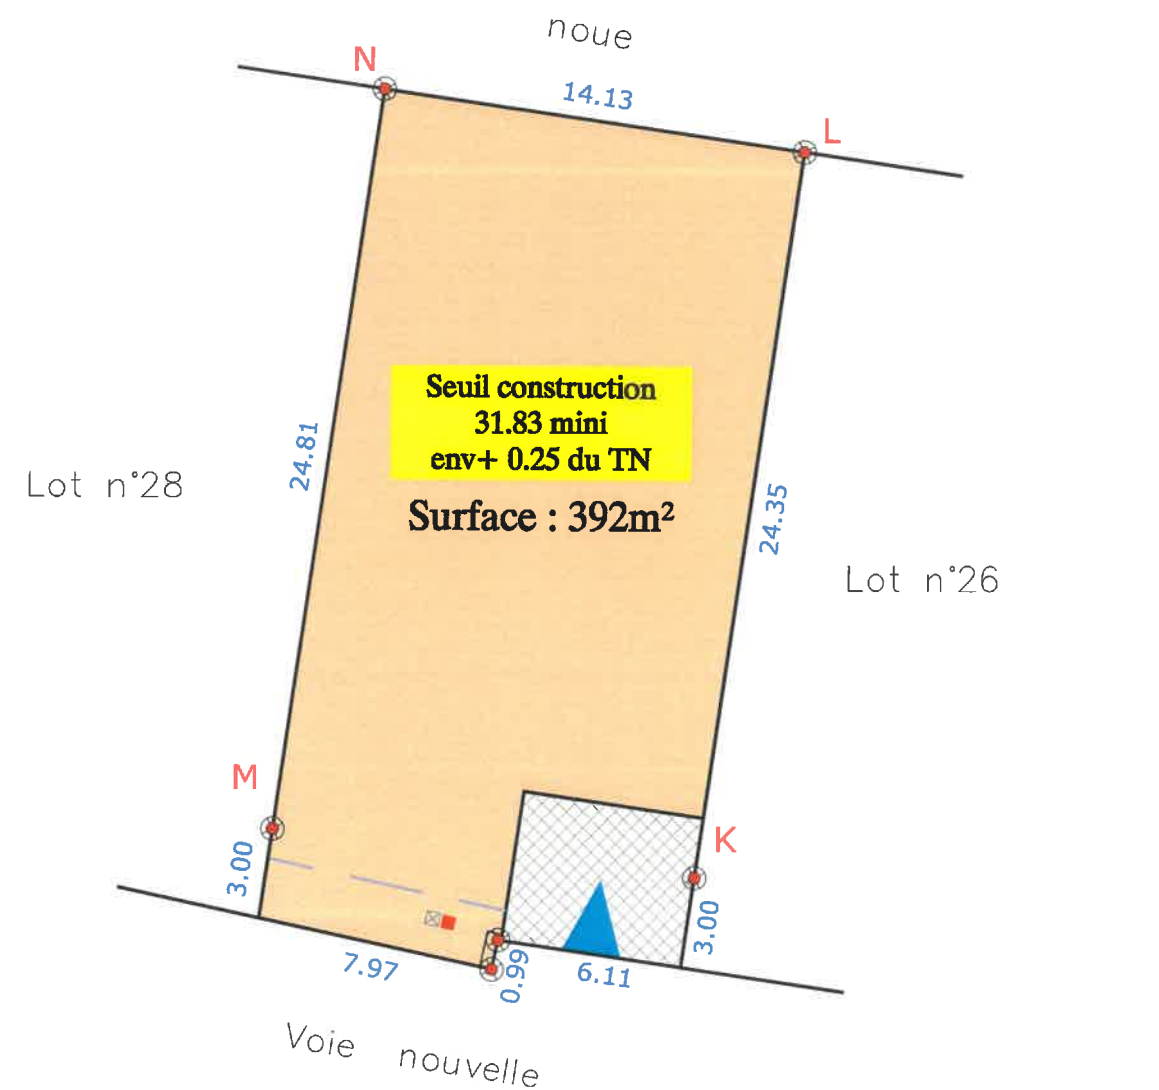 noue
N
14.13
L
Seuil construction
31.83 mini
env+ 0.25 du TN
24.81
Lot n°28
Surface : 392m²
24.35
Lot n°26
M
K
3.00
3.00
7.97
0.99
6.11
Voie nouvelle